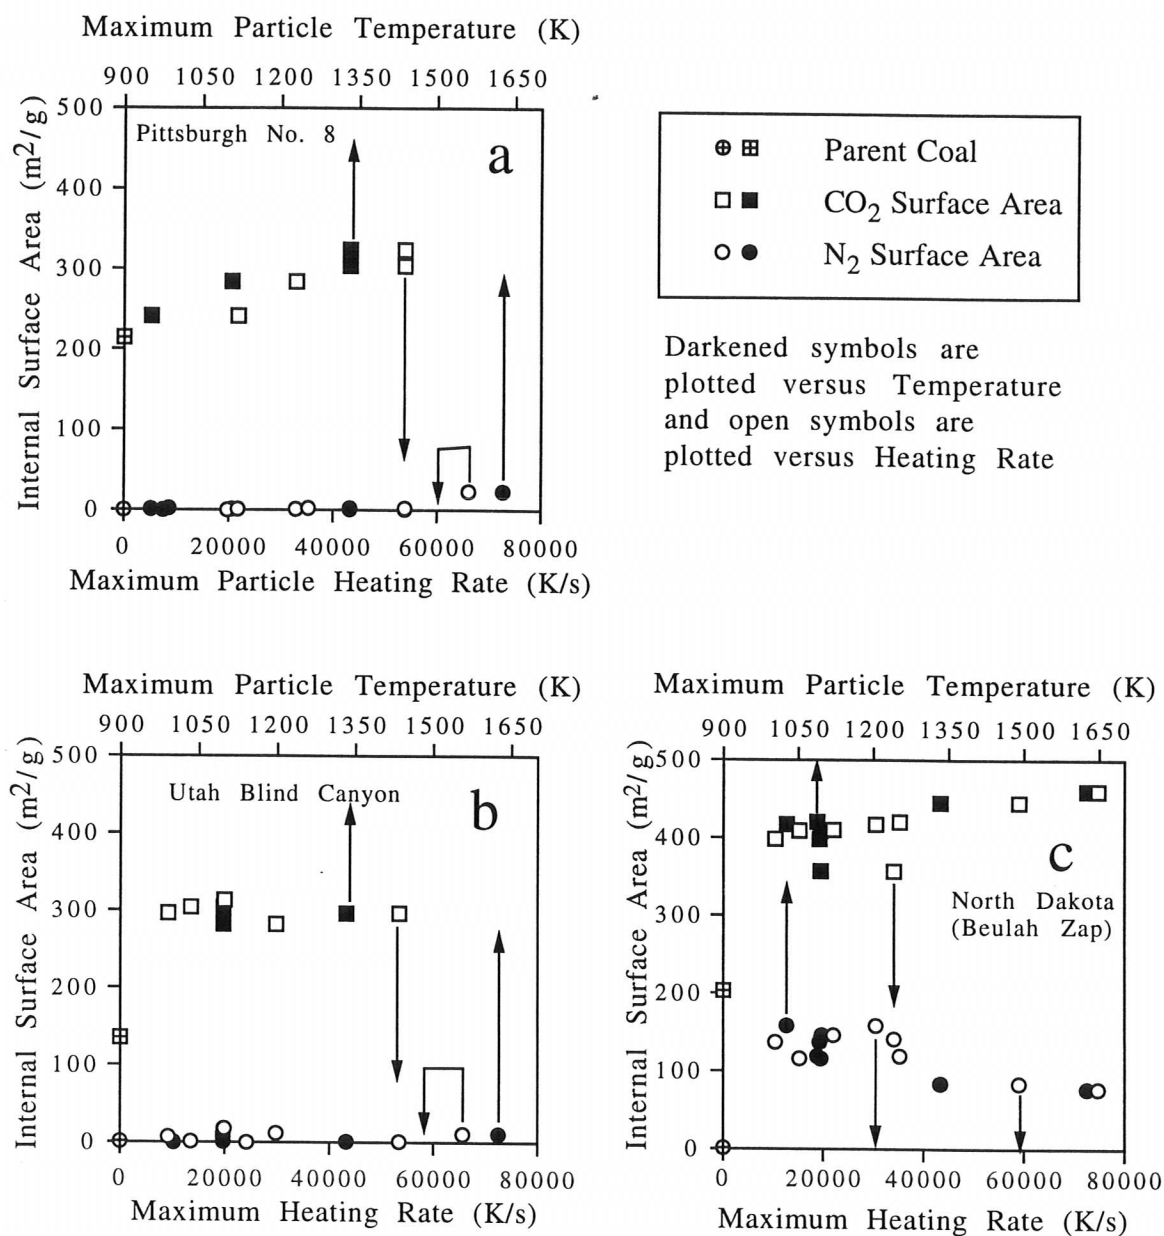 Maximum Particle Temperature (K)
900 1050 1200 1350 1500 1650
500
400
300
200
100
0
Internal Surface Area (m²/g)
Pittsburgh No. 8
a
0 20000 40000 60000 80000
Maximum Particle Heating Rate (K/s)
Parent Coal
CO₂ Surface Area
N₂ Surface Area
Darkened symbols are
plotted versus Temperature
and open symbols are
plotted versus Heating Rate
Maximum Particle Temperature (K)
900 1050 1200 1350 1500 1650
500
400
300
200
100
0
Internal Surface Area (m²/g)
Utah Blind Canyon
b
0 20000 40000 60000 80000
Maximum Heating Rate (K/s)
Maximum Particle Temperature (K)
900 1050 1200 1350 1500 1650
500
400
300
200
100
0
Internal Surface Area (m²/g)
c
North Dakota
(Beulah Zap)
0 20000 40000 60000 80000
Maximum Heating Rate (K/s)